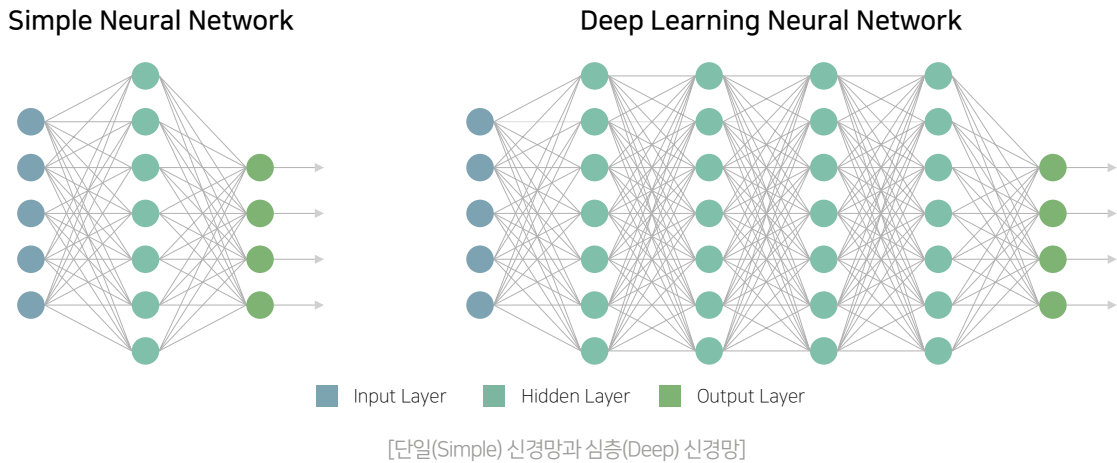 Simple Neural Network
Deep Learning Neural Network
Input Layer
Hidden Layer
Output Layer
[단일(Simple) 신경망과 심층(Deep) 신경망]